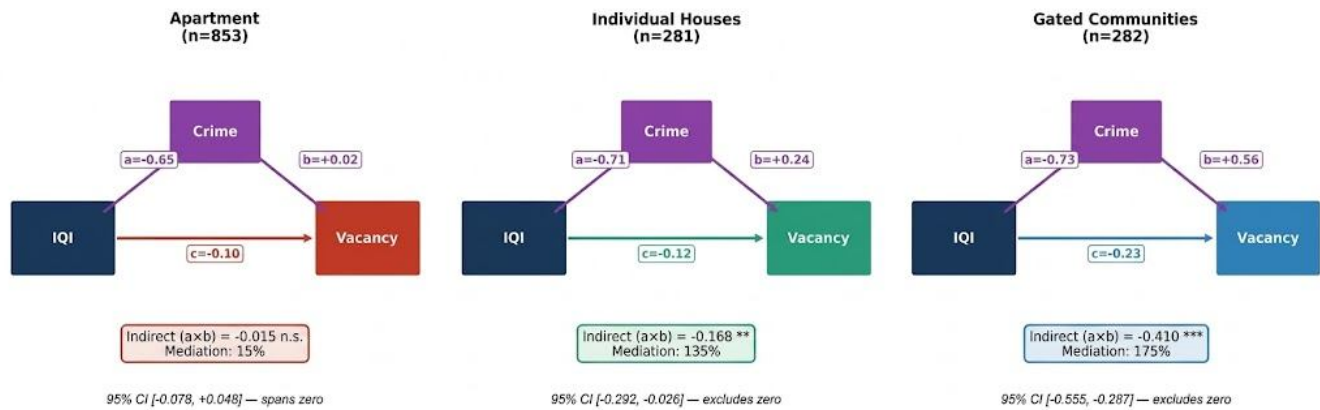 Apartment
(n=853)
Crime
a=-0.65
b=+0.02
IQI
Vacancy
c=-0.10
Indirect (a×b) = -0.015 n.s.
Mediation: 15%
95% CI [-0.078, +0.048] — spans zero
Individual Houses
(n=281)
Crime
a=-0.71
b=+0.24
IQI
Vacancy
c=-0.12
Indirect (a×b) = -0.168 **
Mediation: 135%
95% CI [-0.292, -0.026] — excludes zero
Gated Communities
(n=282)
Crime
a=-0.73
b=+0.56
IQI
Vacancy
c=-0.23
Indirect (a×b) = -0.410 ***
Mediation: 175%
95% CI [-0.555, -0.287] — excludes zero